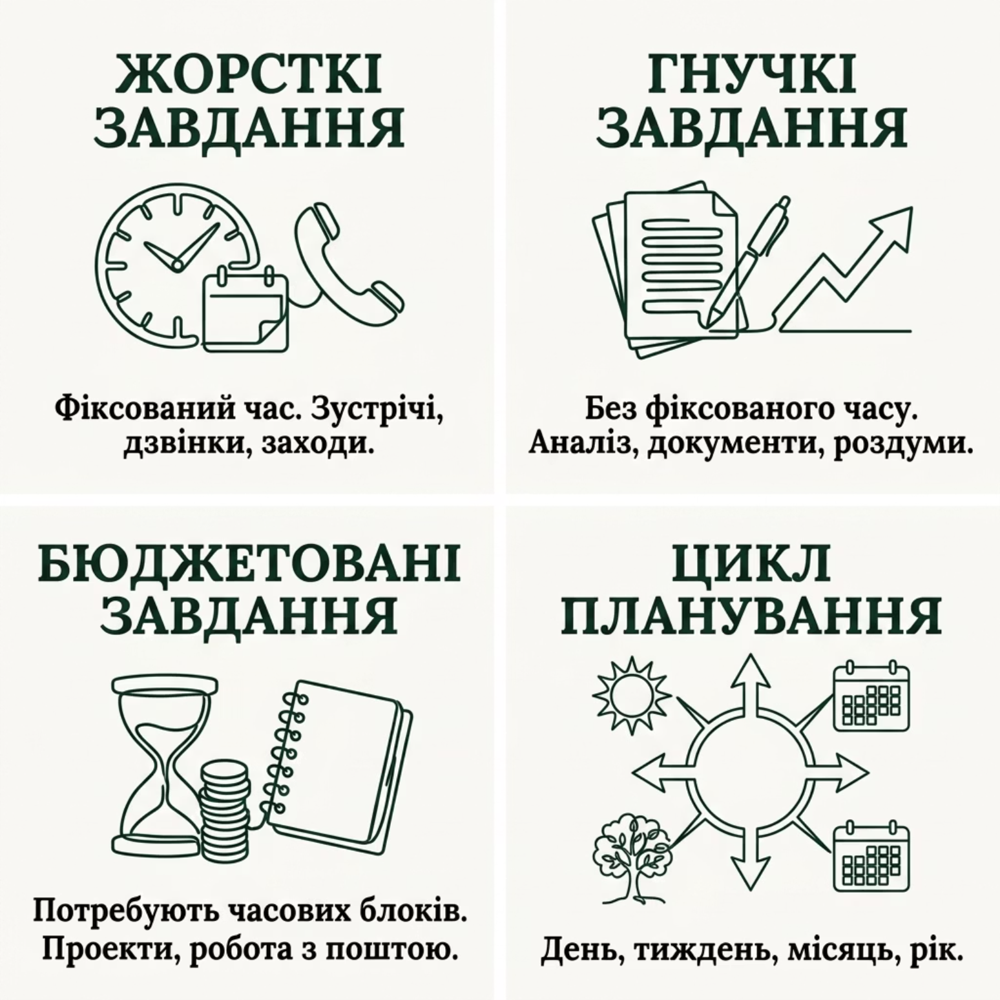 ЖОРСТКІ
ЗАВДАННЯ
Фіксований час. Зустрічі,
дзвінки, заходи.
ГНУЧКІ
ЗАВДАННЯ
Без фіксованого часу.
Аналіз, документи, роздуми.
БЮДЖЕТОВАНІ
ЗАВДАННЯ
Потребують часових блоків.
Проекти, робота з поштою.
ЦИКЛ
ПЛАНУВАННЯ
День, тиждень, місяць, рік.